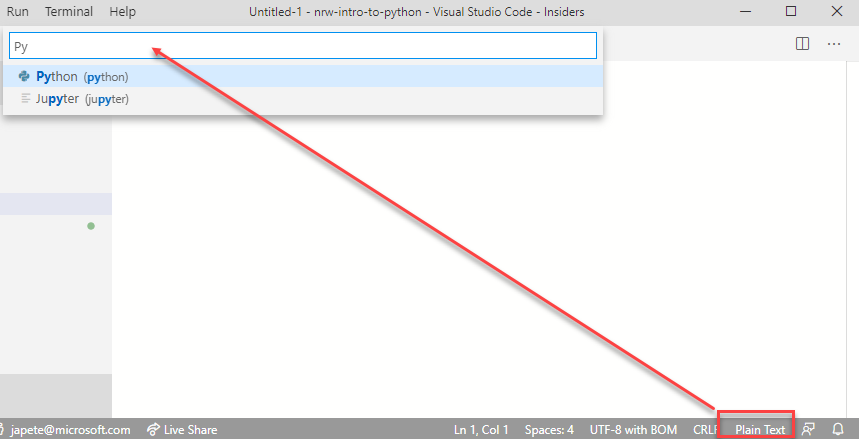 Run Terminal Help Untitled-1 - nrw-intro-to-python - Visual Studio Code - Insiders
Py
Python (python)
Jupyter (jupyter)
japete@microsoft.com Live Share Ln 1, Col 1 Spaces: 4 UTF-8 with BOM CRLF Plain Text